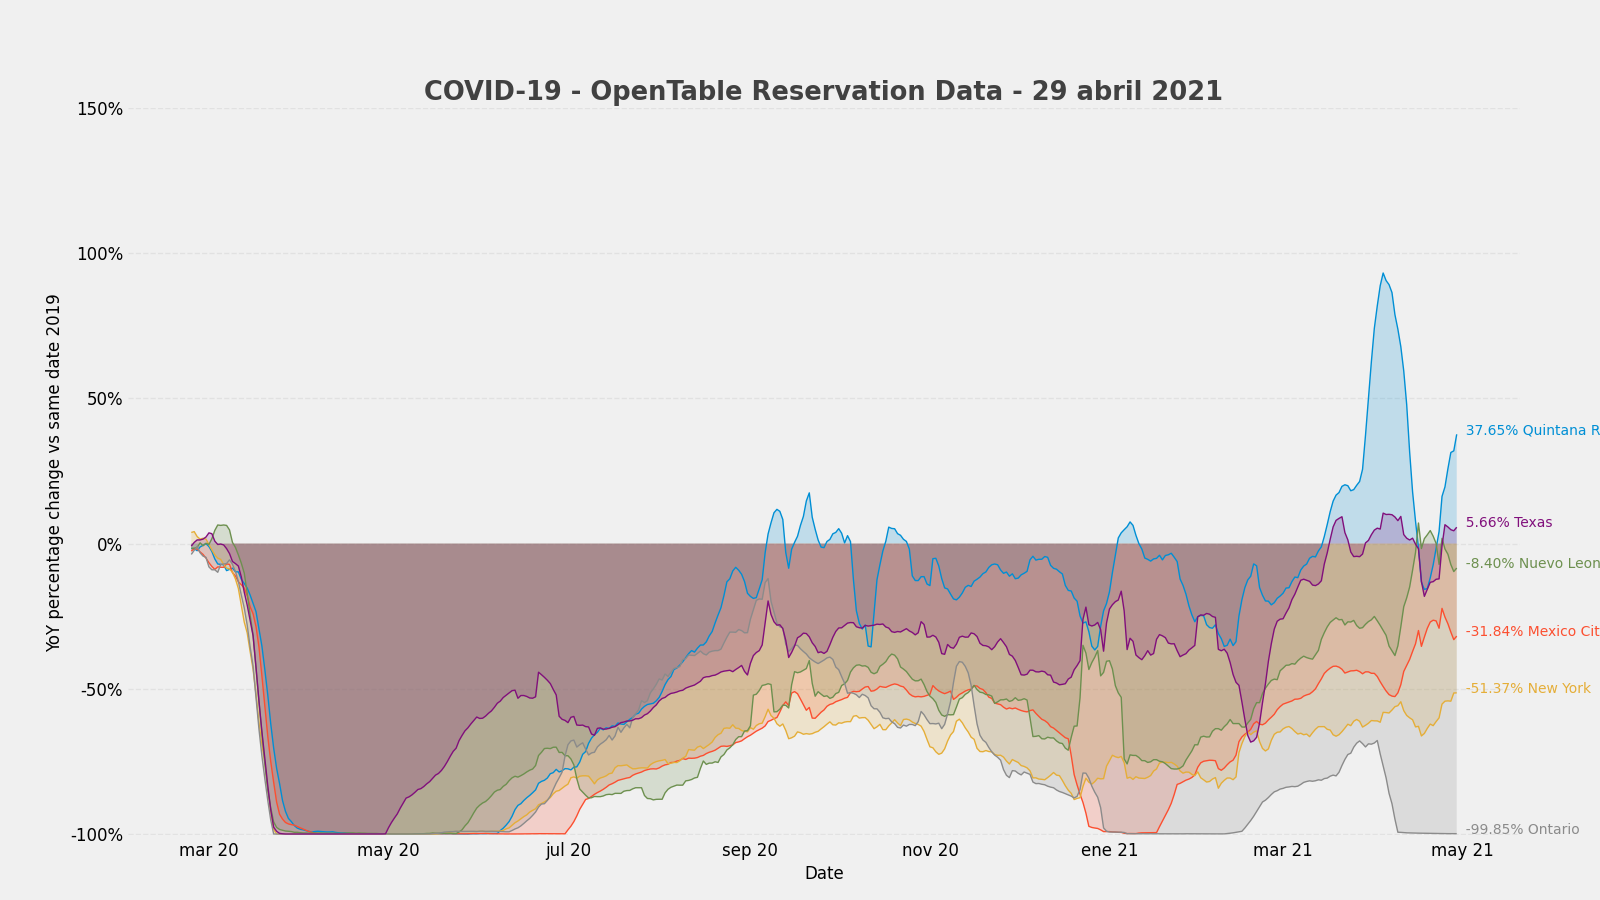 COVID-19 - OpenTable Reservation Data - 29 abril 2021
150%
100%
50%
0%
-50%
-100%
YoY percentage change vs same date 2019
37.65% Quintana R
5.66% Texas
-8.40% Nuevo Leon
-31.84% Mexico Cit
-51.37% New York
-99.85% Ontario
mar 20 may 20 jul 20 sep 20 nov 20 ene 21 mar 21 may 21
Date